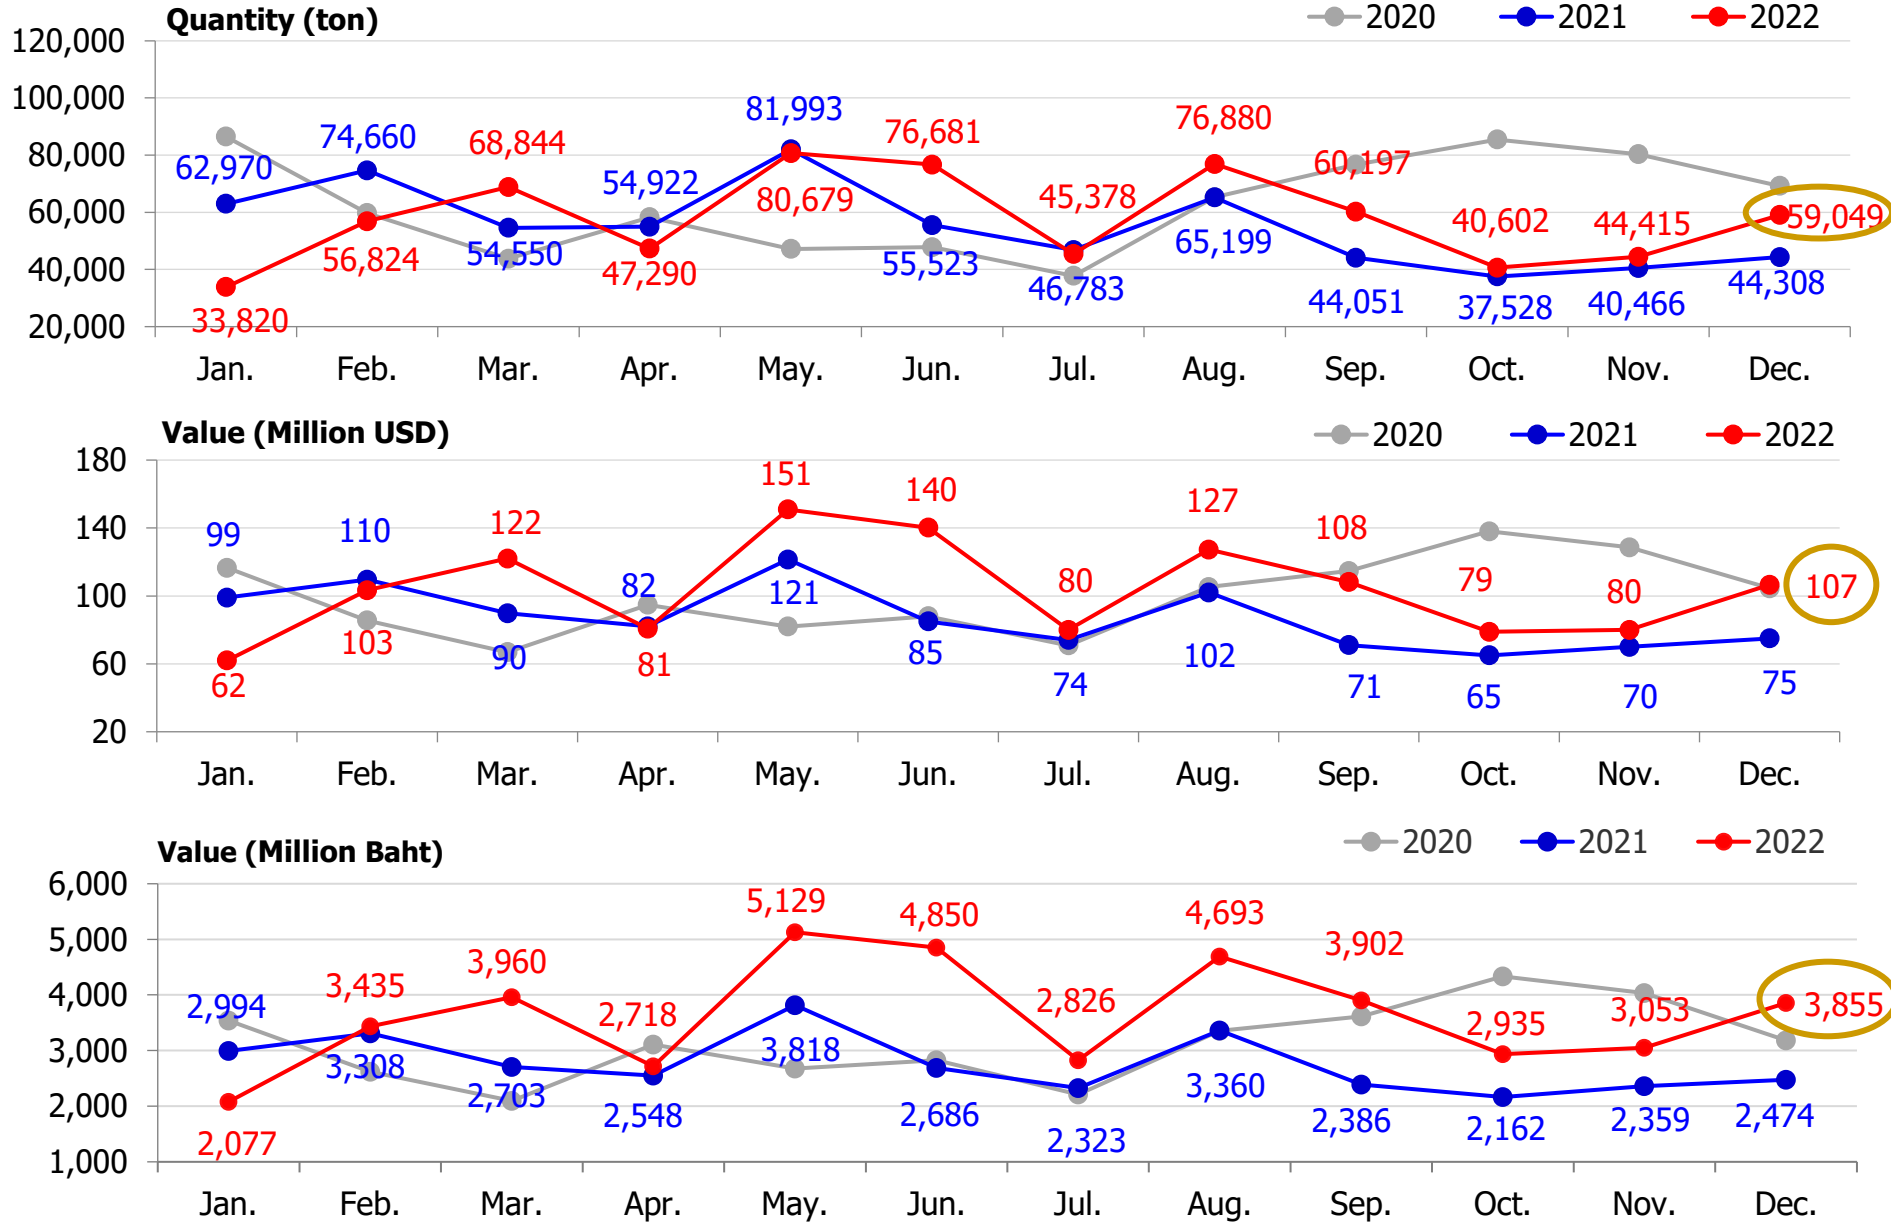 Quantity (ton)
2020 2021 2022
120,000
100,000
80,000
60,000
40,000
20,000
62,970 74,660 54,550 54,922 81,993 55,523 46,783 65,199 44,051 37,528 40,466 44,308
33,820 56,824 68,844 47,290 80,679 76,681 45,378 76,880 60,197 40,602 44,415 59,049
Jan. Feb. Mar. Apr. May. Jun. Jul. Aug. Sep. Oct. Nov. Dec.
Value (Million USD)
2020 2021 2022
180
140
100
60
20
99 110 90 82 121 85 74 102 71 65 70 75
62 103 122 81 151 140 80 127 108 79 80 107
Jan. Feb. Mar. Apr. May. Jun. Jul. Aug. Sep. Oct. Nov. Dec.
Value (Million Baht)
2020 2021 2022
6,000
5,000
4,000
3,000
2,000
1,000
2,994 3,308 2,703 2,548 3,818 2,686 2,323 3,360 2,386 2,162 2,359 2,474
2,077 3,435 3,960 2,718 5,129 4,850 2,826 4,693 3,902 2,935 3,053 3,855
Jan. Feb. Mar. Apr. May. Jun. Jul. Aug. Sep. Oct. Nov. Dec.